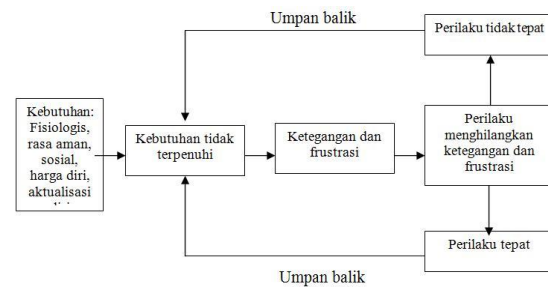 Umpan balik
Perilaku tidak tepat
Kebutuhan:
Fisiologis,
rasa aman,
sosial,
harga diri,
aktualisasi
Kebutuhan tidak
terpenuhi
Ketegangan dan
frustrasi
Perilaku
menghilangkan
ketegangan dan
frustrasi
Perilaku tepat
Umpan balik